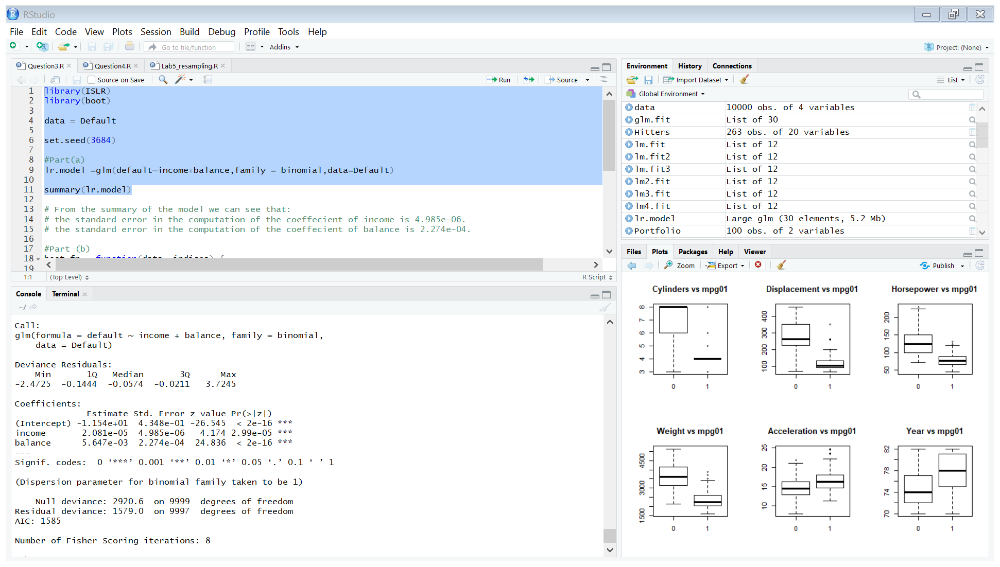 RStudio
File Edit Code View Plots Session Build Debug Profile Tools Help
Go to file/function Addins Project: (None)
Question3.R Question4.R Lab5_resampling.R
Source on Save Run Source
1 library(ISLR)
2 library(boot)
3
4 data = Default
5
6 set.seed(3684)
7
8 #Part(a)
9 lr.model =glm(default~income+balance,family = binomial,data=Default)
10
11 summary(lr.model)
12
13 # From the summary of the model we can see that:
14 # the standard error in the computation of the coeffecient of income is 4.985e-06.
15 # the standard error in the computation of the coeffecient of balance is 2.274e-04.
16
17 #Part (b)
18
19
1:1 (Top Level) R Script
Console Terminal
~/
Call:
glm(formula = default ~ income + balance, family = binomial,
data = Default)
Deviance Residuals:
Min 1Q Median 3Q Max
-2.4725 -0.1444 -0.0574 -0.0211 3.7245
Coefficients:
Estimate Std. Error z value Pr(>|z|)
(Intercept) -1.154e+01 4.348e-01 -26.545 < 2e-16 ***
income 2.081e-05 4.985e-06 4.174 2.99e-05 ***
balance 5.647e-03 2.274e-04 24.836 < 2e-16 ***
---
Signif. codes: 0 ‘***’ 0.001 ‘**’ 0.01 ‘*’ 0.05 ‘.’ 0.1 ‘ ’ 1
(Dispersion parameter for binomial family taken to be 1)
Null deviance: 2920.6 on 9999 degrees of freedom
Residual deviance: 1579.0 on 9997 degrees of freedom
AIC: 1585
Number of Fisher Scoring iterations: 8
Environment History Connections
Import Dataset List
Global Environment
data 10000 obs. of 4 variables
glm.fit List of 30
Hitters 263 obs. of 20 variables
lm.fit List of 12
lm.fit2 List of 12
lm.fit3 List of 12
lm2.fit List of 12
lm3.fit List of 12
lm4.fit List of 12
lr.model Large glm (30 elements, 5.2 Mb)
Portfolio 100 obs. of 2 variables
Files Plots Packages Help Viewer
Zoom Export Publish
Cylinders vs mpg01
8
7
6
5
4
3
0 1
Displacement vs mpg01
400
300
200
100
0 1
Horsepower vs mpg01
200
150
100
50
0 1
Weight vs mpg01
4500
3000
1500
0 1
Acceleration vs mpg01
25
20
15
10
0 1
Year vs mpg01
82
78
74
70
0 1